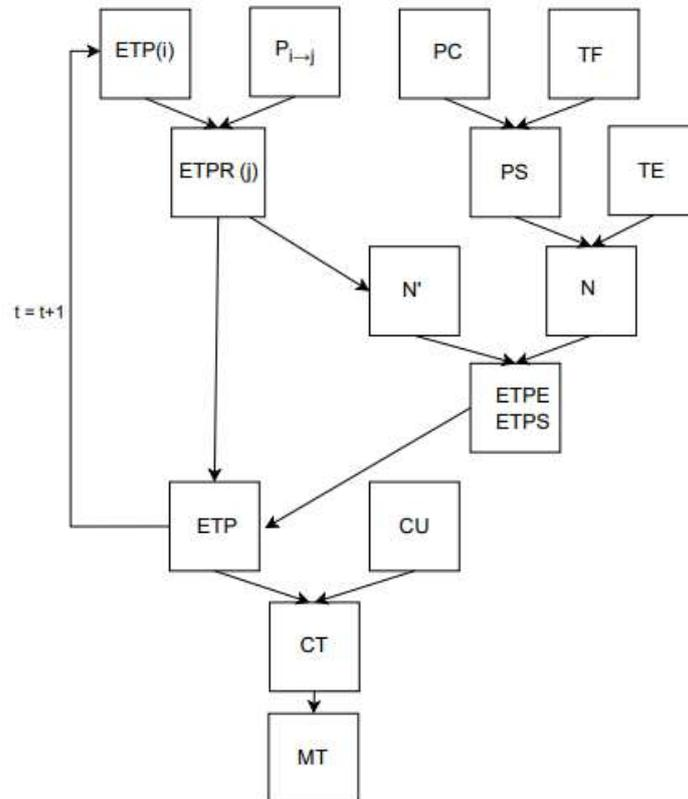 ETP(i)
P i→j
PC
TF
ETPR (j)
PS
TE
t = t+1
N'
N
ETPE
ETPS
ETP
CU
CT
MT